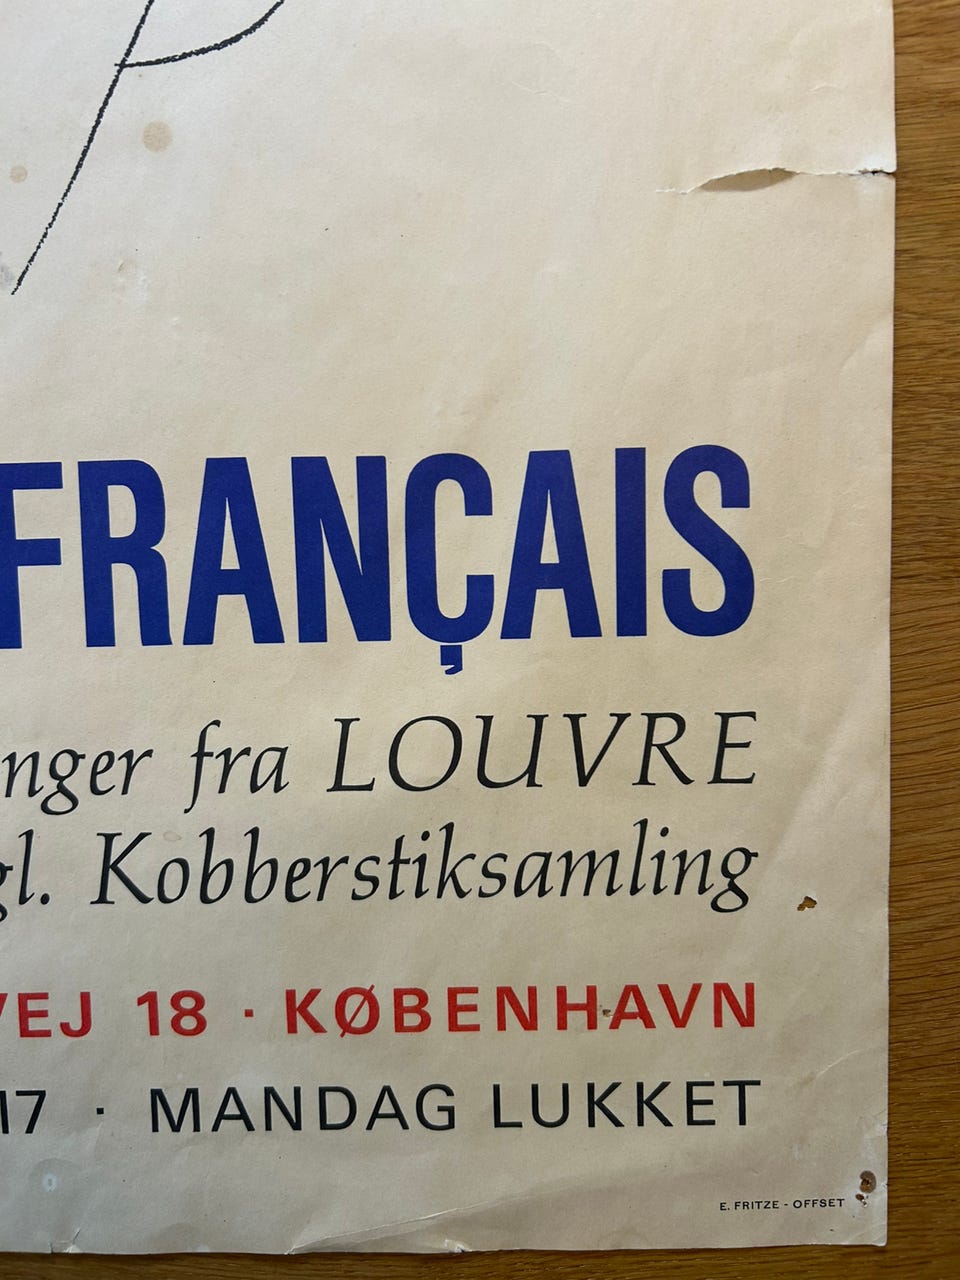 FRANÇAIS
nger fra LOUVRE
gl. Kobberstiksamling
VEJ 18 · KØBENHAVN
17 · MANDAG LUKKET
E. FRITZE - OFFSET